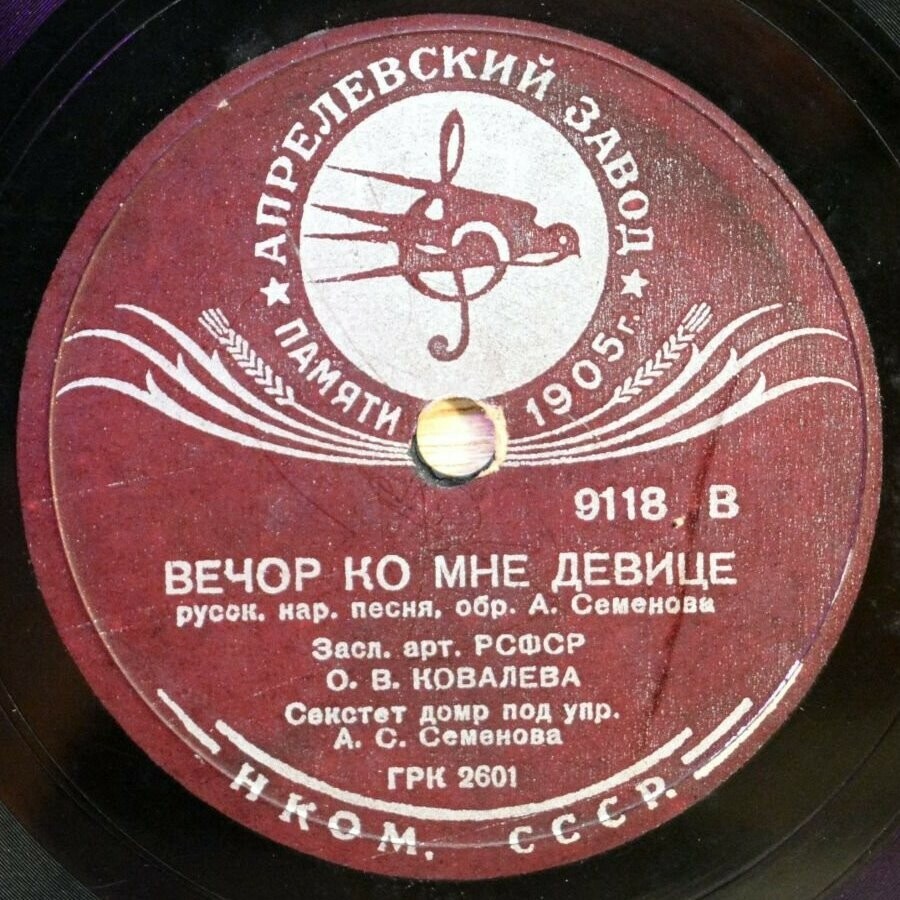 ★ АПРЕЛЕВСКИЙ ЗАВОД ★
ПАМЯТИ 1905 г.
9118 В
ВЕЧОР КО МНЕ ДЕВИЦЕ
русск. нар. песня, обр. А. Семенова
Засл. арт. РСФСР
О. В. КОВАЛЕВА
Секстет домр под упр.
А. С. Семенова
ГРК 2601
НКОМ. СССР.